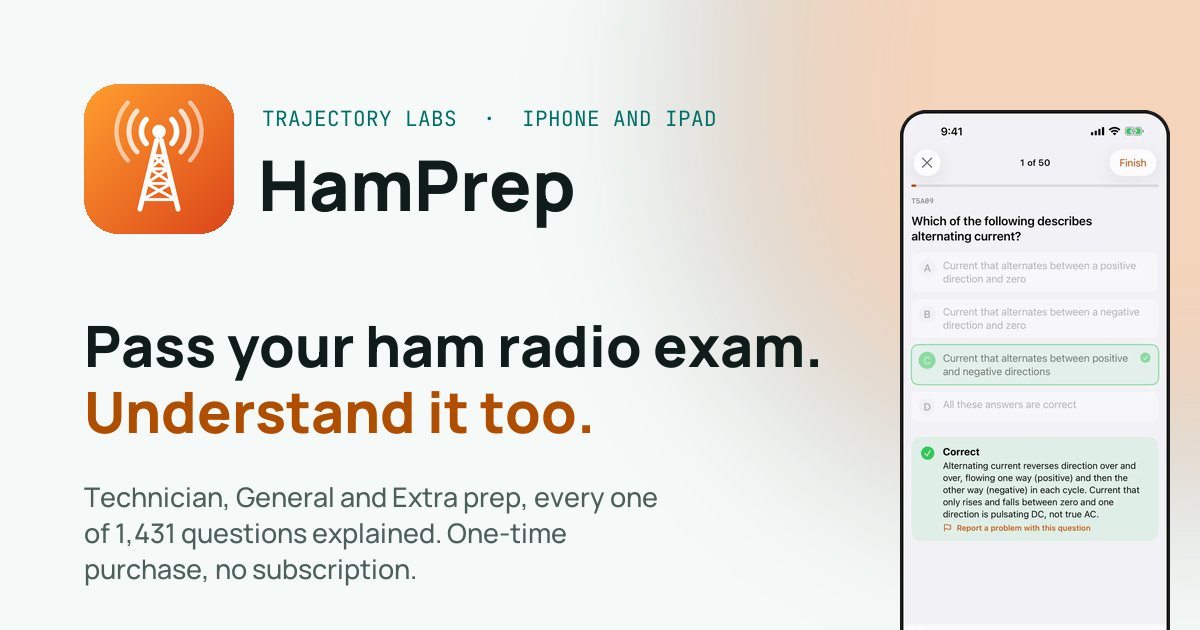 TRAJECTORY LABS · IPHONE AND IPAD
HamPrep
Pass your ham radio exam.
Understand it too.
Technician, General and Extra prep, every one
of 1,431 questions explained. One-time
purchase, no subscription.
9:41
1 of 50
Finish
T5A09
Which of the following describes
alternating current?
A
Current that alternates between a positive
direction and zero
B
Current that alternates between a negative
direction and zero
C
Current that alternates between positive
and negative directions
D
All these answers are correct
Correct
Alternating current reverses direction over and
over, flowing one way (positive) and then the
other way (negative) in each cycle. Current that
only rises and falls between zero and one
direction is pulsating DC, not true AC.
Report a problem with this question